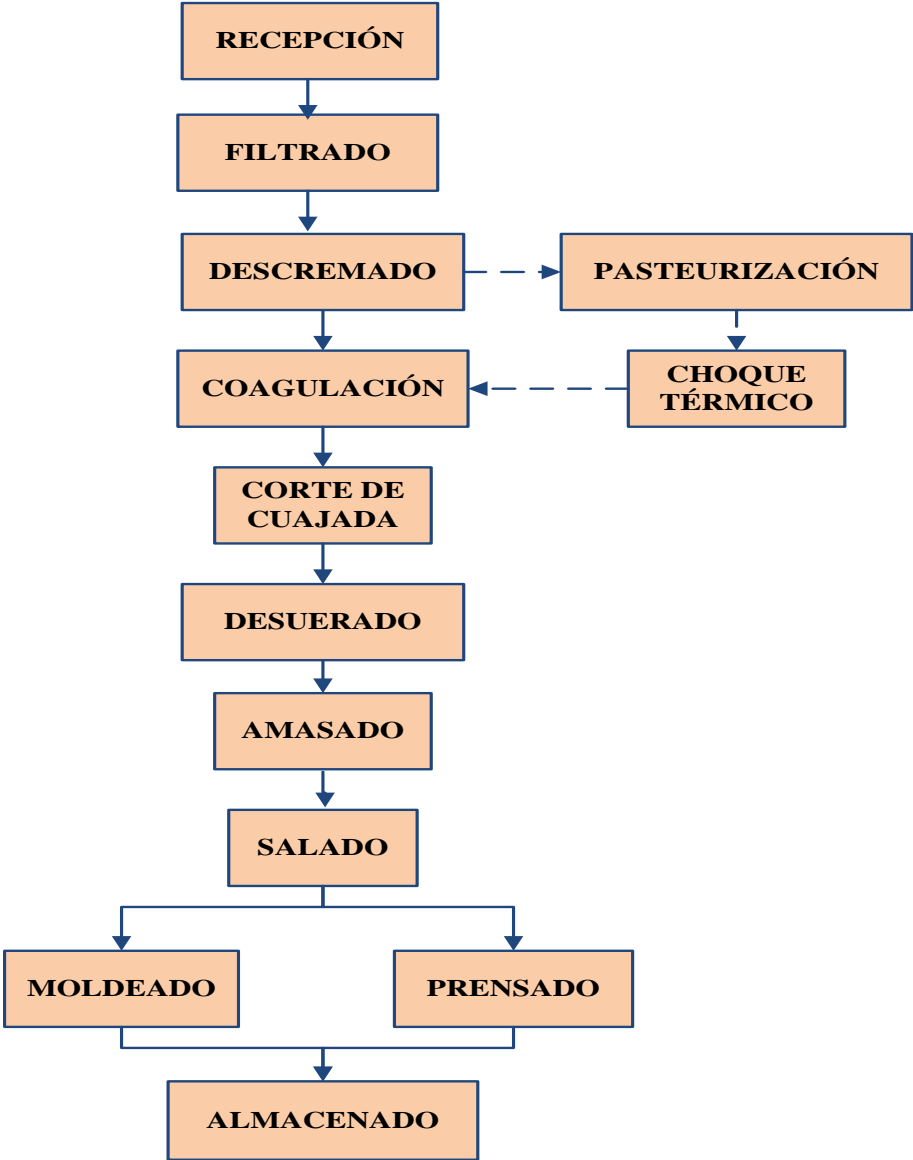 RECEPCIÓN
FILTRADO
DESCREMADO
PASTEURIZACIÓN
COAGULACIÓN
CHOQUE
TÉRMICO
CORTE DE
CUAJADA
DESUERADO
AMASADO
SALADO
MOLDEADO
PRENSADO
ALMACENADO